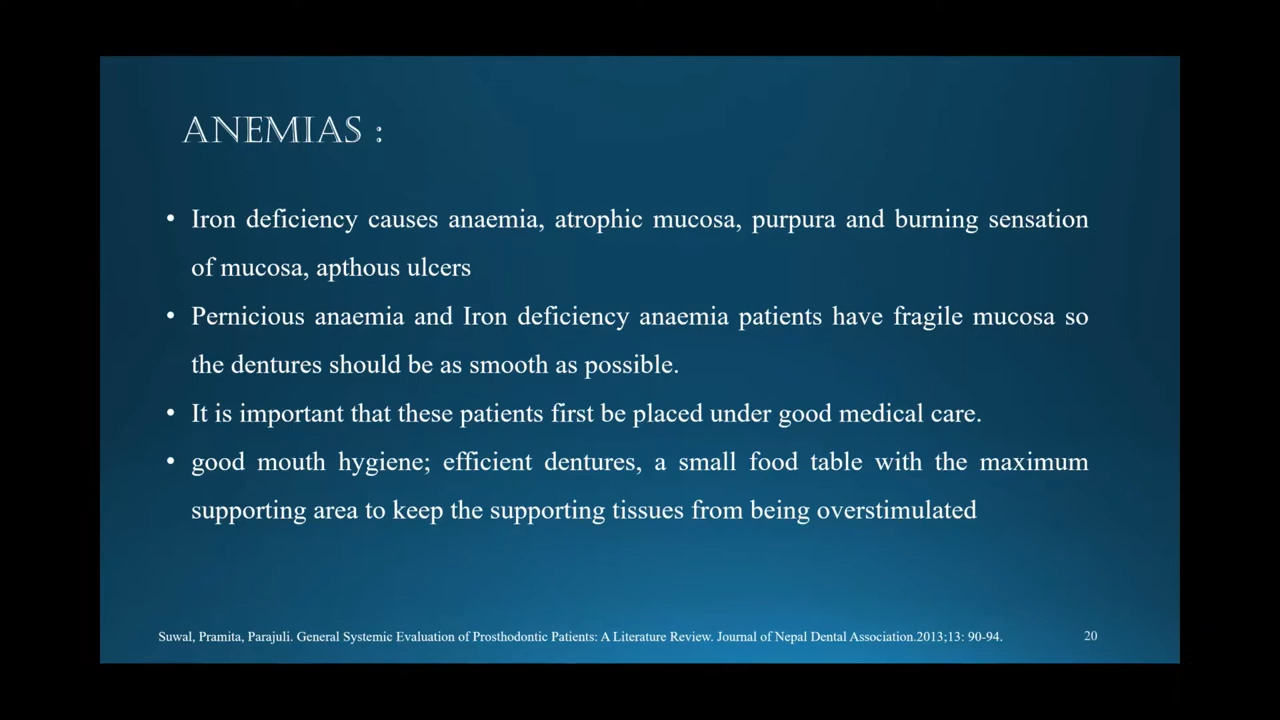 ANEMIAS :
• Iron deficiency causes anaemia, atrophic mucosa, purpura and burning sensation
of mucosa, apthous ulcers
• Pernicious anaemia and Iron deficiency anaemia patients have fragile mucosa so
the dentures should be as smooth as possible.
• It is important that these patients first be placed under good medical care.
• good mouth hygiene; efficient dentures, a small food table with the maximum
supporting area to keep the supporting tissues from being overstimulated
Suwal, Pramita, Parajuli. General Systemic Evaluation of Prosthodontic Patients: A Literature Review. Journal of Nepal Dental Association.2013;13: 90-94.
20